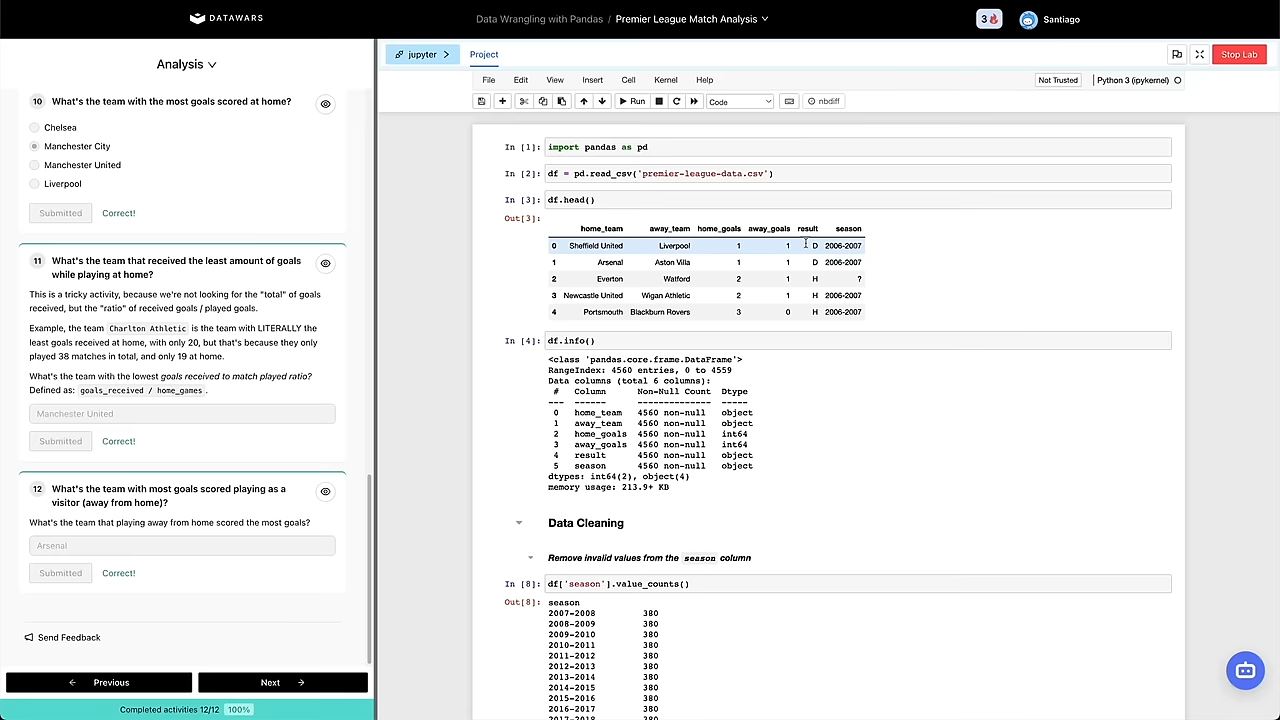 DATAWARS
Data Wrangling with Pandas / Premier League Match Analysis
3
Santiago
Analysis
10 What's the team with the most goals scored at home?
Chelsea
Manchester City
Manchester United
Liverpool
Submitted Correct!
11 What's the team that received the least amount of goals
while playing at home?
This is a tricky activity, because we're not looking for the "total" of goals
received, but the "ratio" of received goals / played goals.
Example, the team Charlton Athletic is the team with LITERALLY the
least goals received at home, with only 20, but that's because they only
played 38 matches in total, and only 19 at home.
What's the team with the lowest goals received to match played ratio?
Defined as: goals_received / home_games .
Manchester United
Submitted Correct!
12 What's the team with most goals scored playing as a
visitor (away from home)?
What's the team that playing away from home scored the most goals?
Arsenal
Submitted Correct!
Send Feedback
Previous Next
Completed activities 12/12 100%
jupyter Project Stop Lab
File Edit View Insert Cell Kernel Help Not Trusted Python 3 (ipykernel)
Run Code nbdiff
In [1]: import pandas as pd
In [2]: df = pd.read_csv('premier-league-data.csv')
In [3]: df.head()
Out[3]:
home_team away_team home_goals away_goals result season
0 Sheffield United Liverpool 1 1 D 2006-2007
1 Arsenal Aston Villa 1 1 D 2006-2007
2 Everton Watford 2 1 H ?
3 Newcastle United Wigan Athletic 2 1 H 2006-2007
4 Portsmouth Blackburn Rovers 3 0 H 2006-2007
In [4]: df.info()
<class 'pandas.core.frame.DataFrame'>
RangeIndex: 4560 entries, 0 to 4559
Data columns (total 6 columns):
# Column Non-Null Count Dtype
--- ------ -------------- -----
0 home_team 4560 non-null object
1 away_team 4560 non-null object
2 home_goals 4560 non-null int64
3 away_goals 4560 non-null int64
4 result 4560 non-null object
5 season 4560 non-null object
dtypes: int64(2), object(4)
memory usage: 213.9+ KB
Data Cleaning
Remove invalid values from the season column
In [8]: df['season'].value_counts()
Out[8]: season
2007-2008 380
2008-2009 380
2009-2010 380
2010-2011 380
2011-2012 380
2012-2013 380
2013-2014 380
2014-2015 380
2015-2016 380
2016-2017 380
2017-2018 380